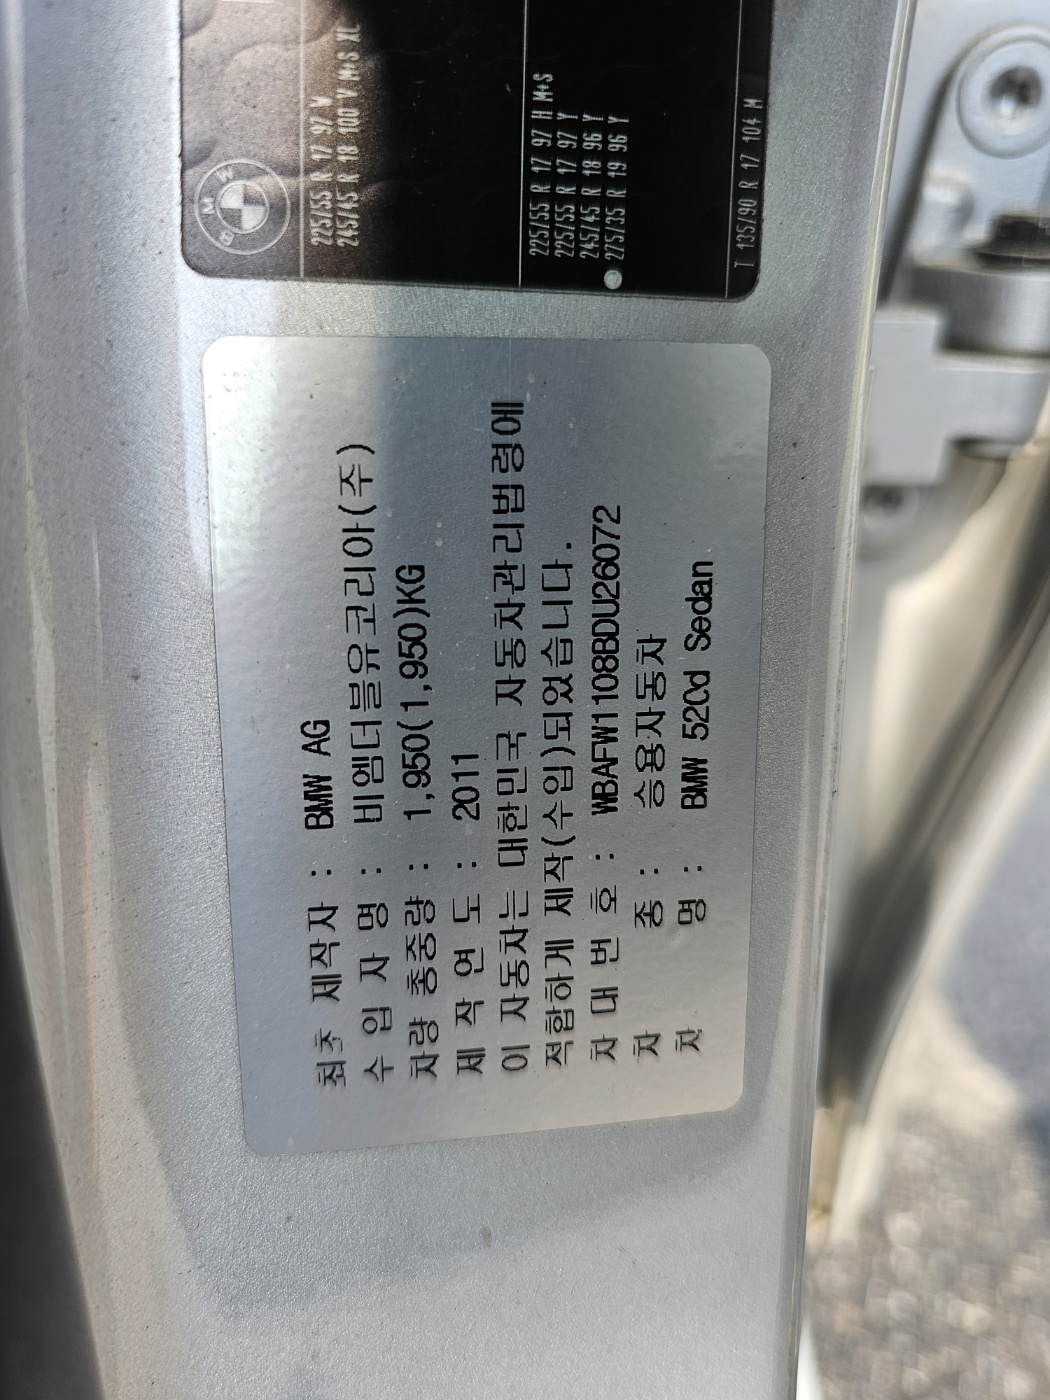 최초 제작자 : BMW AG
수 입 자 명 : 비엠더블유코리아(주)
차량 총중량 : 1,950(1,950)KG
제 작 연 도 : 2011
이 자동차는 대한민국 자동차관리법령에
적합하게 제작(수입)되었습니다.
차 대 번 호 : WBAFW1108BDU26072
차 종 : 승용자동차
차 명 : BMW 520d Sedan
BMW
225/55 R 17 97 W
245/45 R 18 100 V M+S XL
225/55 R 17 97 H M+S
225/55 R 17 97 Y
245/45 R 18 96 Y
275/35 R 19 96 Y
T 135/90 R 17 104 M